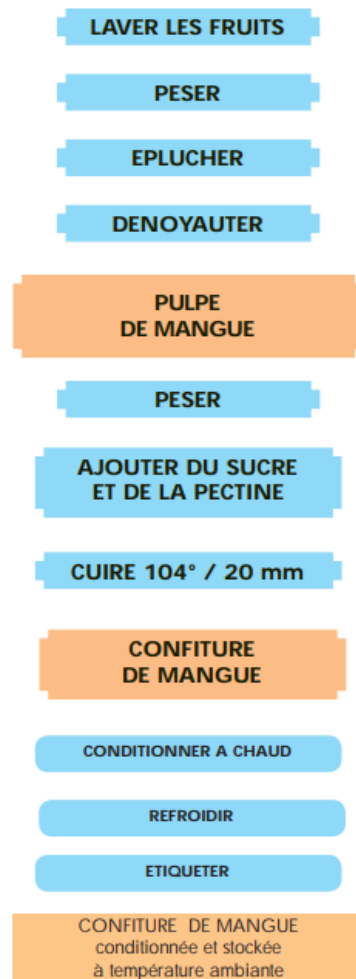 LAVER LES FRUITS
PESER
EPLUCHER
DENOYAUTER
PULPE
DE MANGUE
PESER
AJOUTER DU SUCRE
ET DE LA PECTINE
CUIRE 104° / 20 mm
CONFITURE
DE MANGUE
CONDITIONNER A CHAUD
REFROIDIR
ETIQUETER
CONFITURE DE MANGUE
conditionnée et stockée
à température ambiante